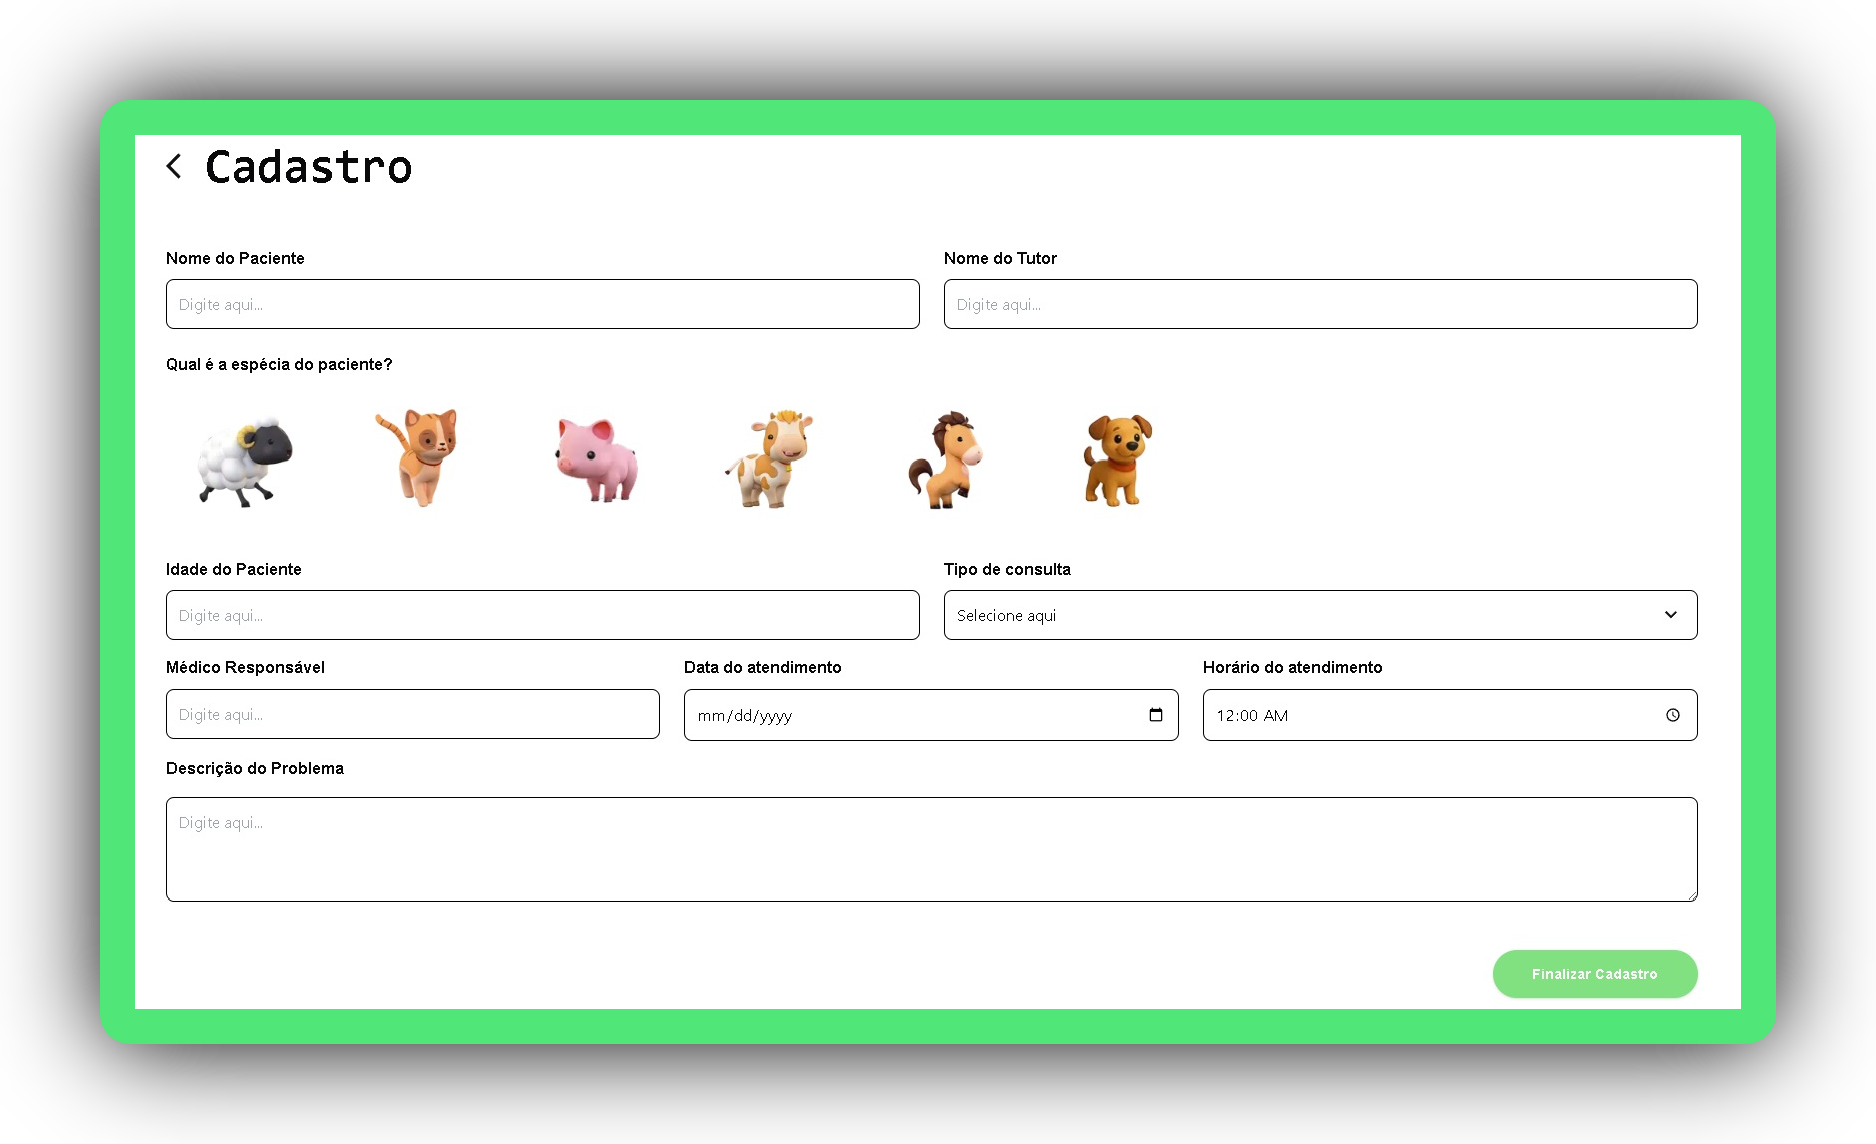 Cadastro
Nome do Paciente
Nome do Tutor
Digite aqui...
Digite aqui...
Qual é a espécia do paciente?
Idade do Paciente
Tipo de consulta
Digite aqui...
Selecione aqui
Médico Responsável
Data do atendimento
Horário do atendimento
Digite aqui...
mm/dd/yyyy
12:00 AM
Descrição do Problema
Digite aqui...
Finalizar Cadastro